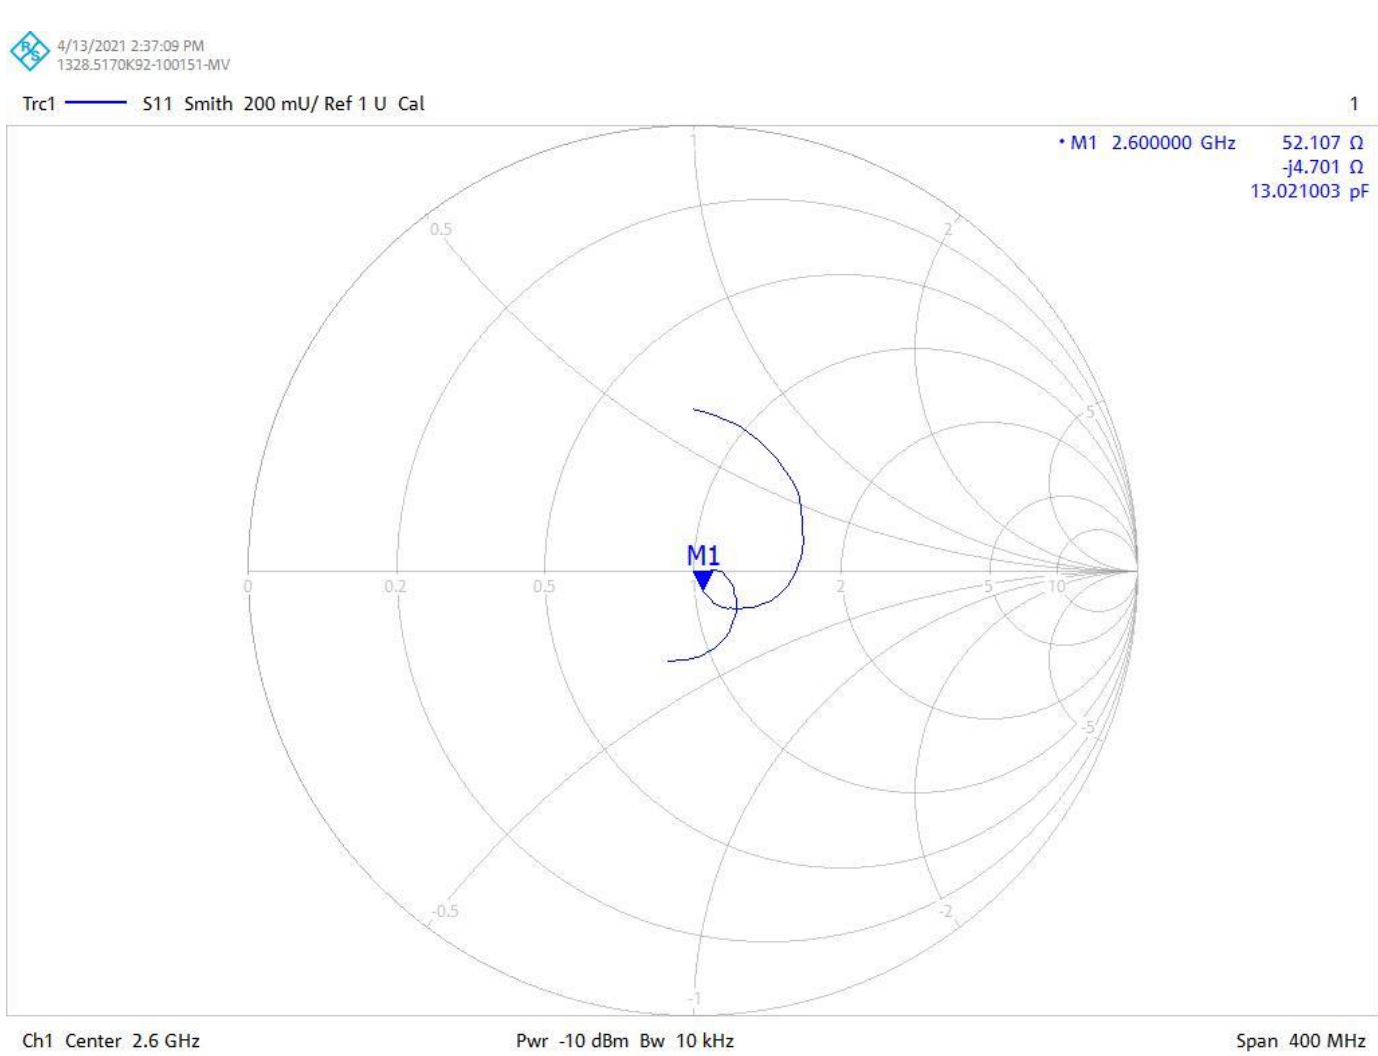 R
S
4/13/2021 2:37:09 PM
1328.5170K92-100151-MV
Trc1 S11 Smith 200 mU/ Ref 1 U Cal 1
• M1 2.600000 GHz 52.107 Ω
-j4.701 Ω
13.021003 pF
1
0.5 2
5
M1
0 0.2 0.5 1 2 5 10
-5
-0.5 -2
-1
Ch1 Center 2.6 GHz Pwr -10 dBm Bw 10 kHz Span 400 MHz